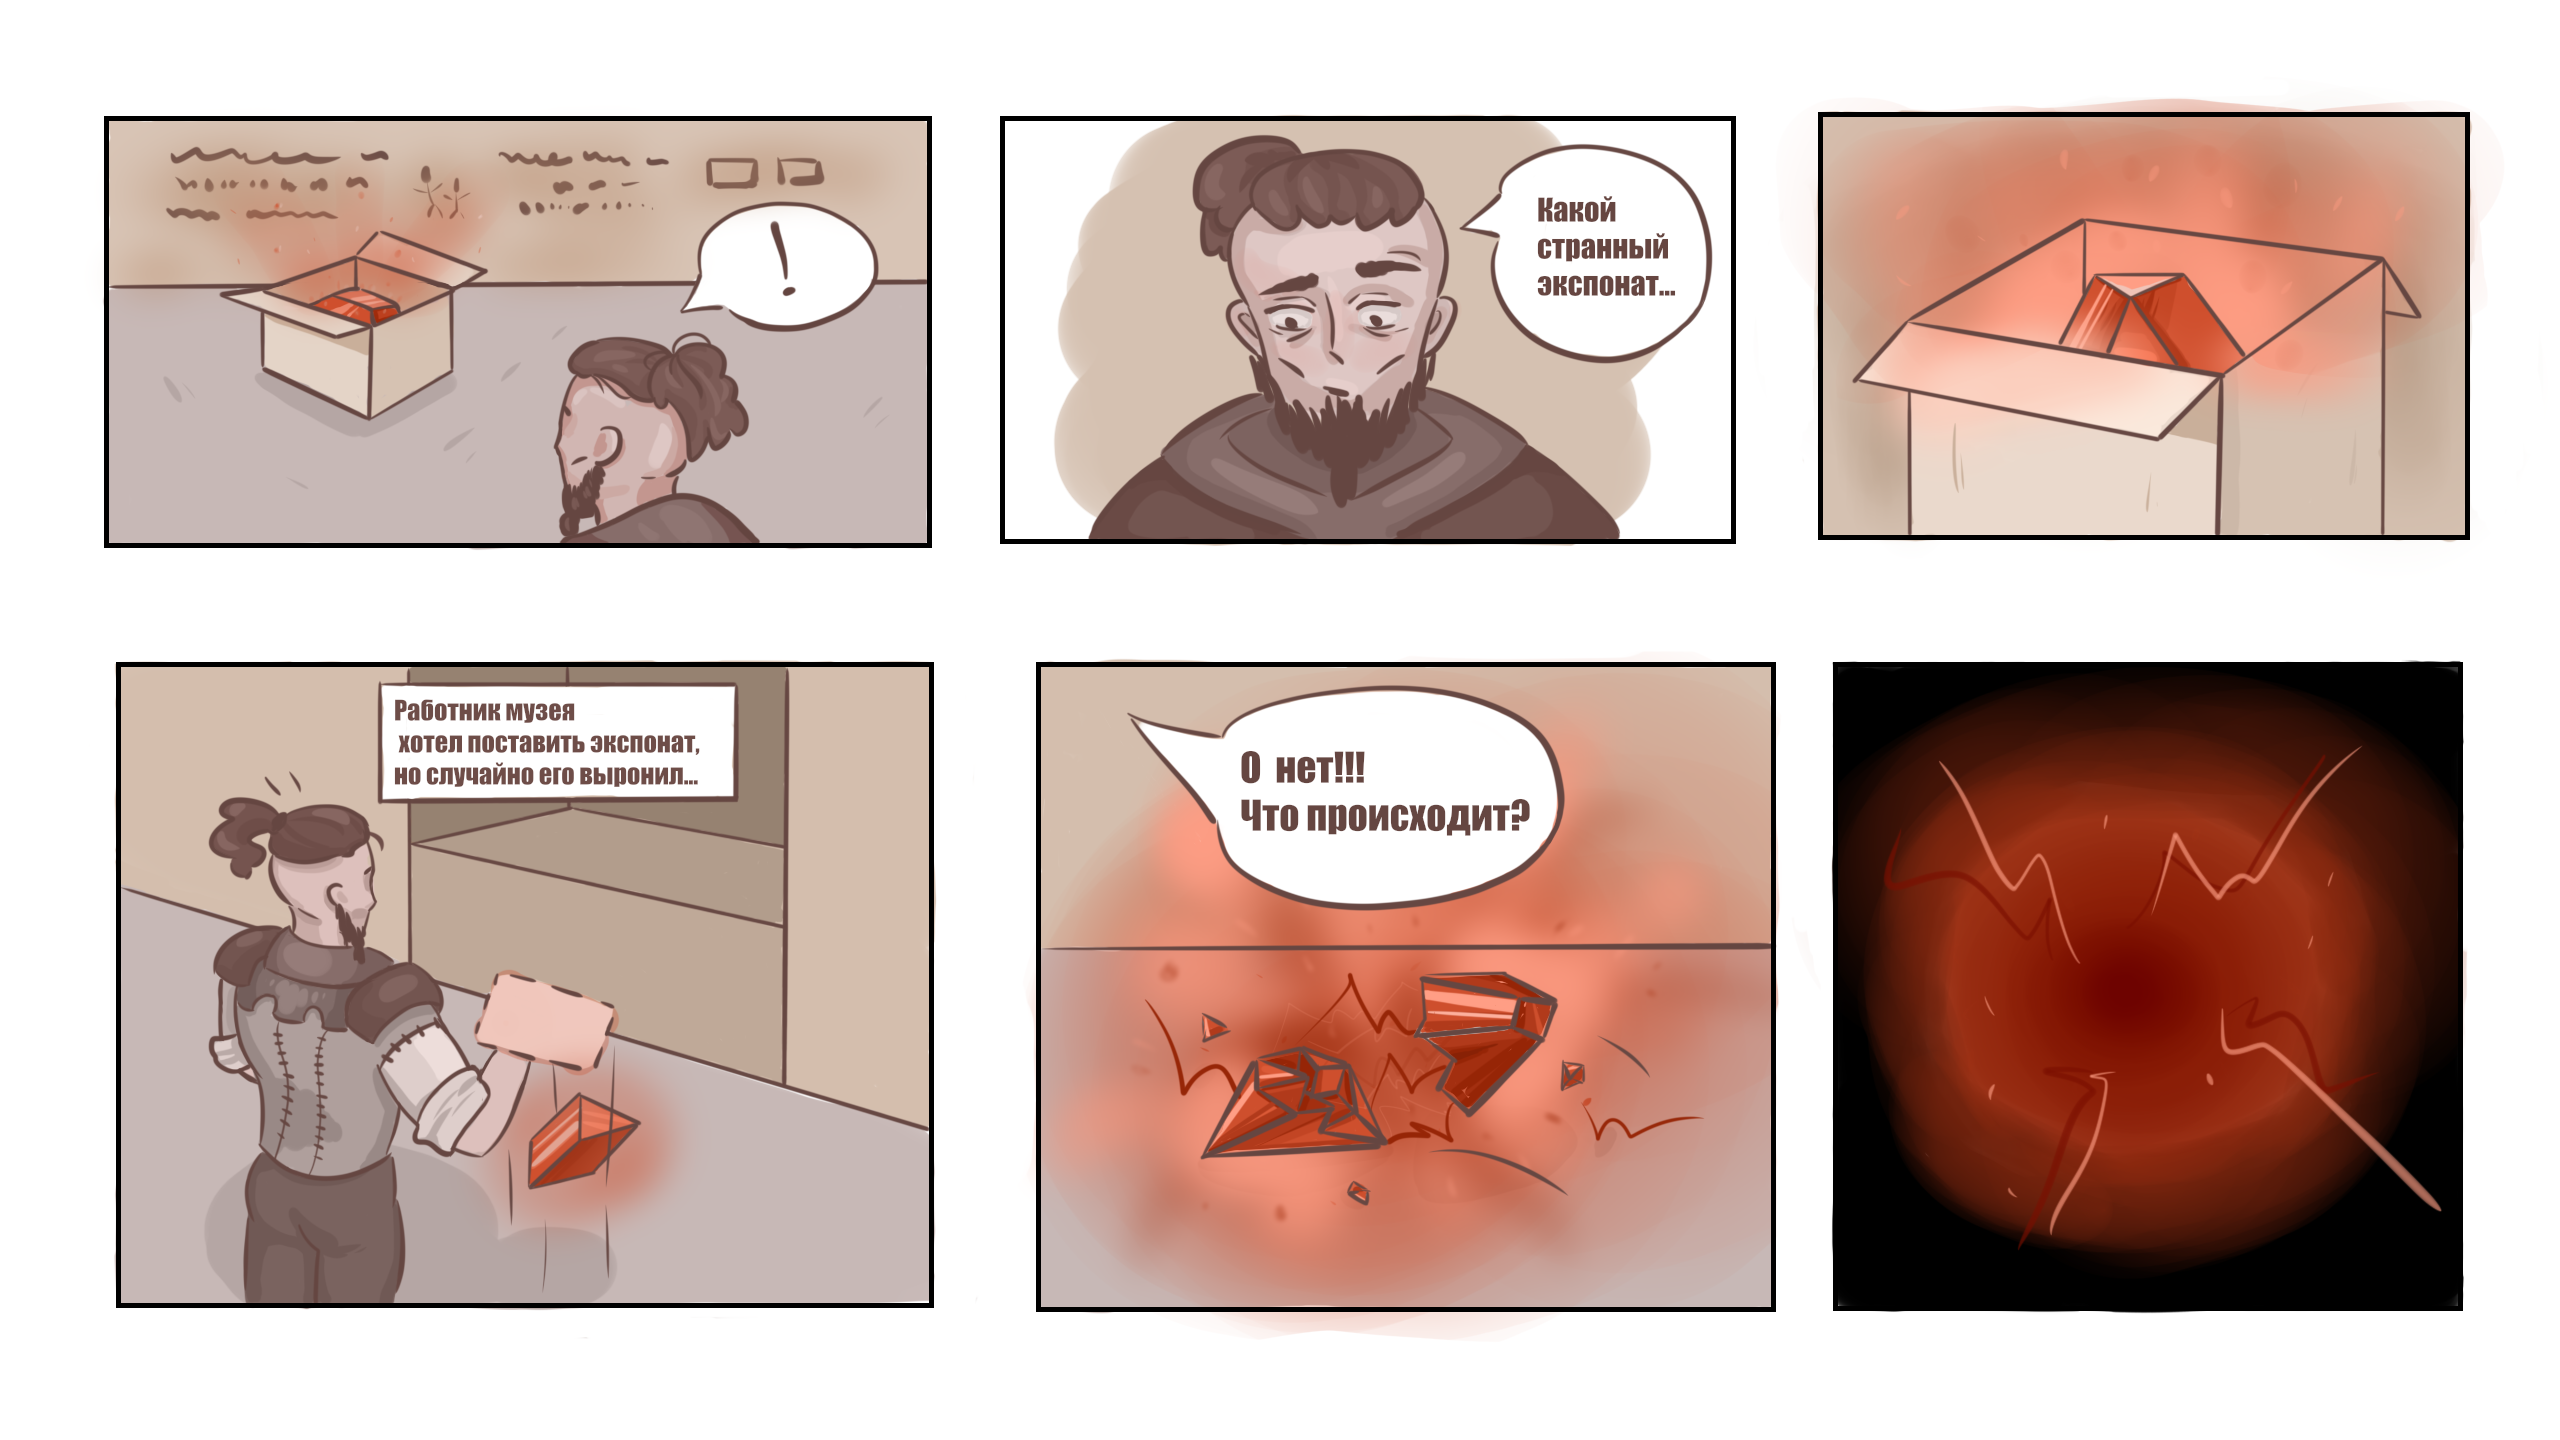 !
Какой
странный
экспонат...
Работник музея
хотел поставить экспонат,
но случайно его выронил...
О нет!!!
Что происходит?